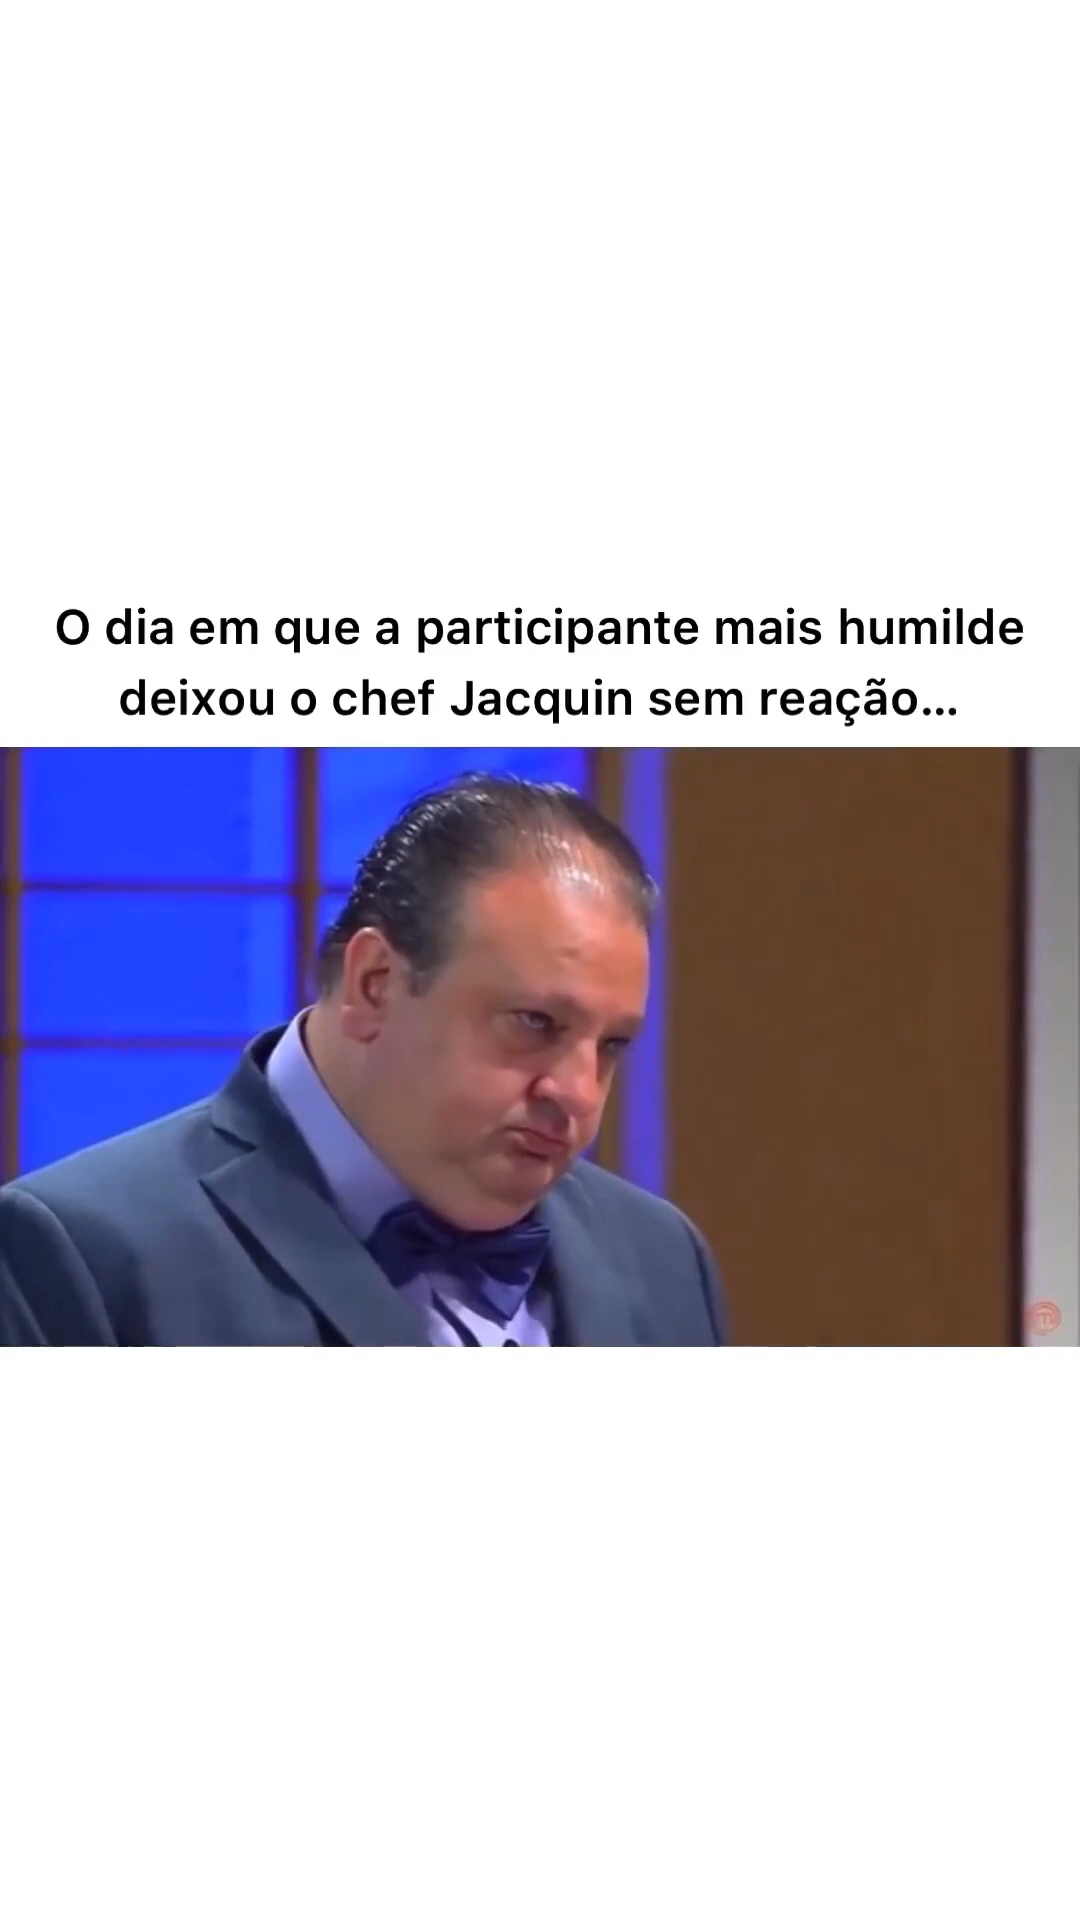 O dia em que a participante mais humilde
deixou o chef Jacquin sem reação...